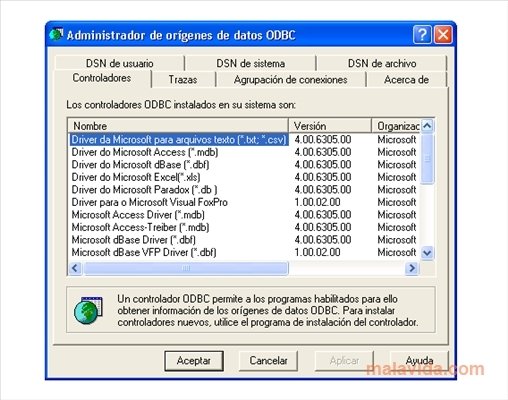 Administrador de orígenes de datos ODBC
DSN de usuario DSN de sistema DSN de archivo
Controladores Trazas Agrupación de conexiones Acerca de
Los controladores ODBC instalados en su sistema son:
Nombre Versión Organizac
Driver da Microsoft para arquivos texto (*.txt; *.csv) 4.00.6305.00 Microsoft
Driver do Microsoft Access (*.mdb) 4.00.6305.00 Microsoft
Driver do Microsoft dBase (*.dbf) 4.00.6305.00 Microsoft
Driver do Microsoft Excel(*.xls) 4.00.6305.00 Microsoft
Driver do Microsoft Paradox (*.db ) 4.00.6305.00 Microsoft
Driver para o Microsoft Visual FoxPro 1.00.02.00 Microsoft
Microsoft Access Driver (*.mdb) 4.00.6305.00 Microsoft
Microsoft Access-Treiber (*.mdb) 4.00.6305.00 Microsoft
Microsoft dBase Driver (*.dbf) 4.00.6305.00 Microsoft
Microsoft dBase VFP Driver (*.dbf) 1.00.02.00 Microsoft
Un controlador ODBC permite a los programas habilitados para ello
obtener información de los orígenes de datos ODBC. Para instalar
controladores nuevos, utilice el programa de instalación del controlador.
Aceptar Cancelar Aplicar Ayuda
malavida.com